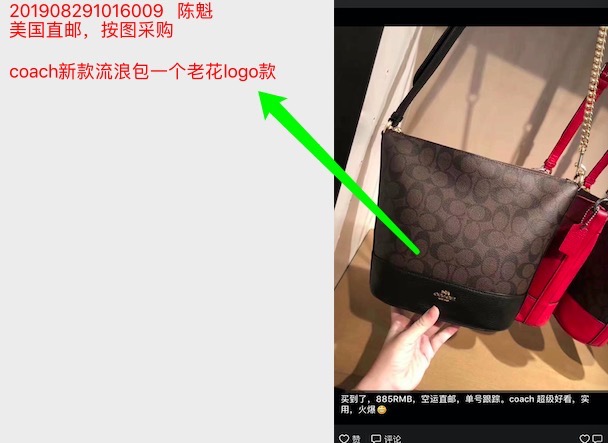 201908291016009 陈魁
美国直邮，按图采购
coach新款流浪包一个老花logo款
COACH
买到了，885RMB，空运直邮，单号跟踪。coach 超级好看，实
用，火爆😄
赞 评论